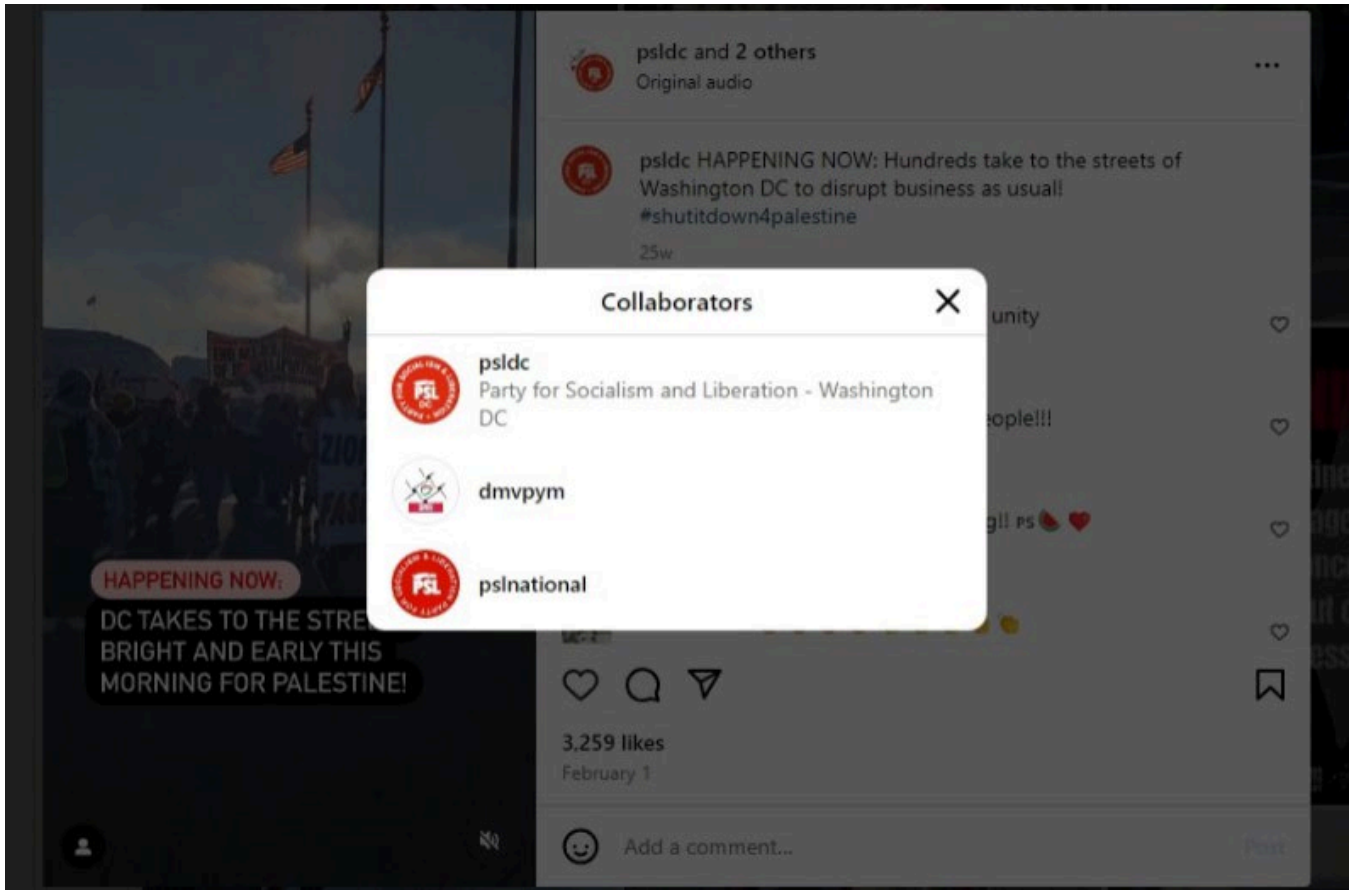 psldc and 2 others
Original audio
psldc HAPPENING NOW: Hundreds take to the streets of
Washington DC to disrupt business as usual!
#shutitdown4palestine
25w
unity
Collaborators
psldc
Party for Socialism and Liberation - Washington
DC
dmvpym
pslnational
PSL
DC
PSL
HAPPENING NOW:
DC TAKES TO THE
BRIGHT AND EARLY THIS
MORNING FOR PALESTINE!
3,259 likes
February 1
Add a comment...
Post